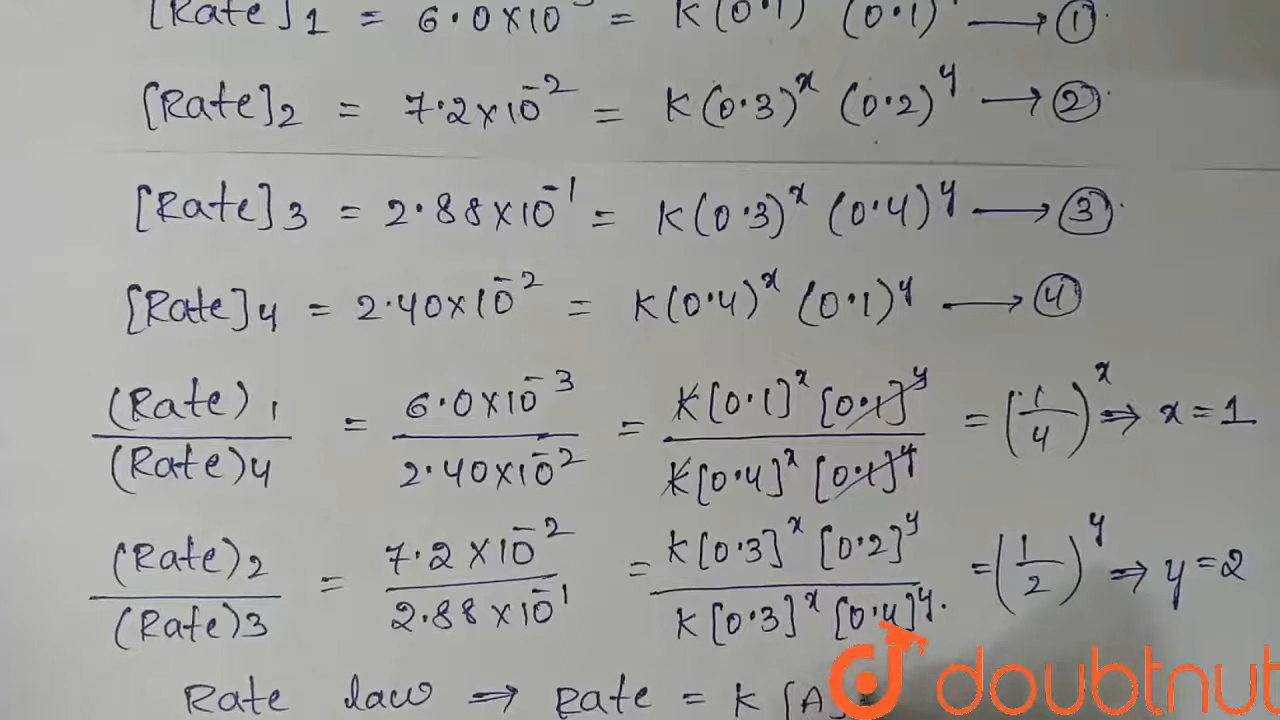 [Rate]1 = 6.0×10 = K(0.1) (0.1) ⟶ ①
[Rate]2 = 7.2×10⁻² = K(0.3)ˣ (0.2)ʸ ⟶ ②
[Rate]3 = 2.88×10⁻¹ = K(0.3)ˣ (0.4)ʸ ⟶ ③
[Rate]4 = 2.40×10⁻² = K(0.4)ˣ (0.1)ʸ ⟶ ④
(Rate)1 / (Rate)4 = 6.0×10⁻³ / 2.40×10⁻² = K[0.1]ˣ [0.1]ʸ / K[0.4]ˣ [0.1]ʸ = (1/4)ˣ ⇒ x = 1
(Rate)2 / (Rate)3 = 7.2×10⁻² / 2.88×10⁻¹ = K[0.3]ˣ [0.2]ʸ / K[0.3]ˣ [0.4]ʸ. = (1/2)ʸ ⇒ y = 2
Rate law ⇒ Rate = K [A]
doubtnut